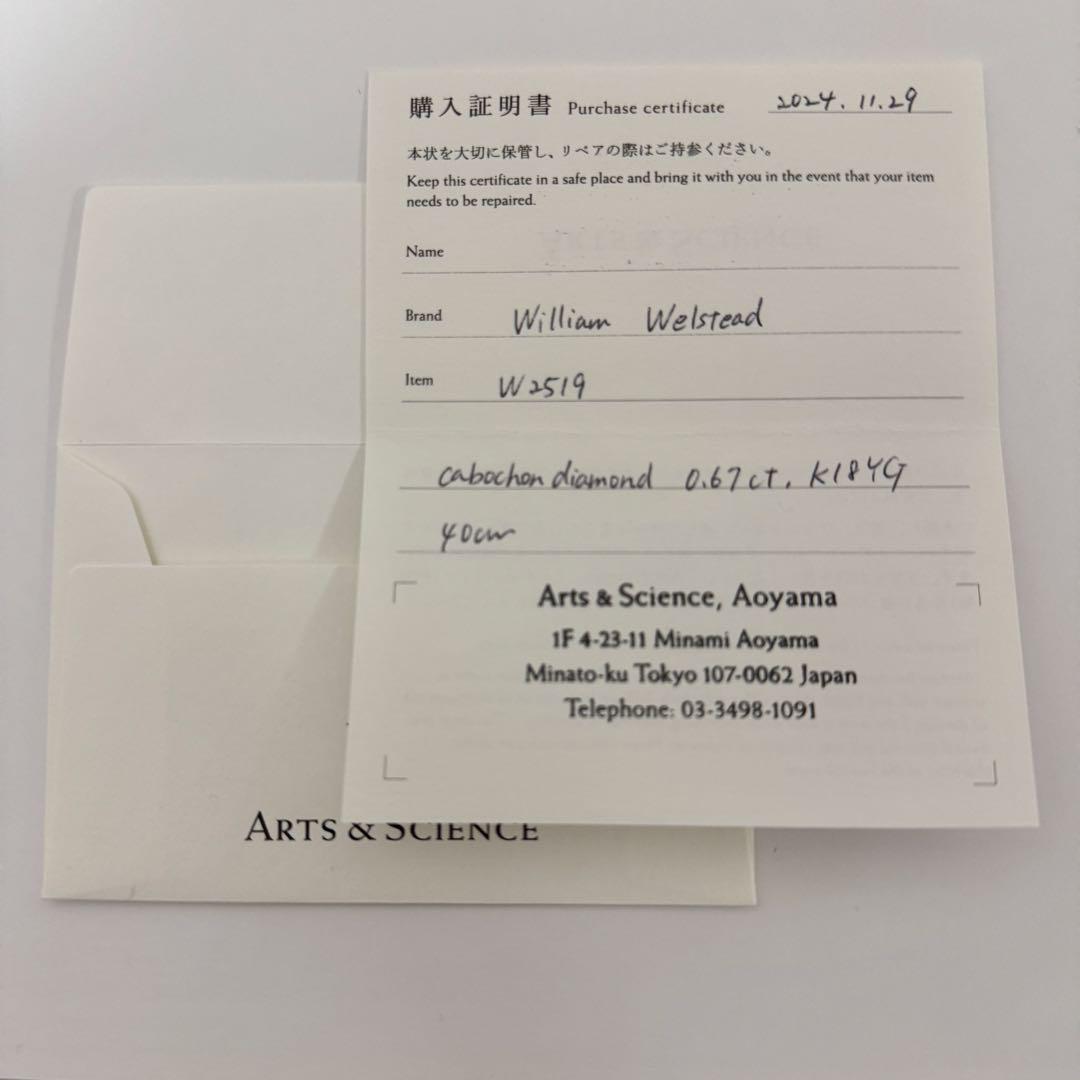 購入証明書 Purchase certificate 2024.11.29
本状を大切に保管し、リペアの際はご持参ください。
Keep this certificate in a safe place and bring it with you in the event that your item
needs to be repaired.
Name
Brand William Welstead
Item W2519
cabochon diamond 0.67ct. K18YG
40cm
Arts & Science, Aoyama
1F 4-23-11 Minami Aoyama
Minato-ku Tokyo 107-0062 Japan
Telephone: 03-3498-1091
ARTS & SCIENCE